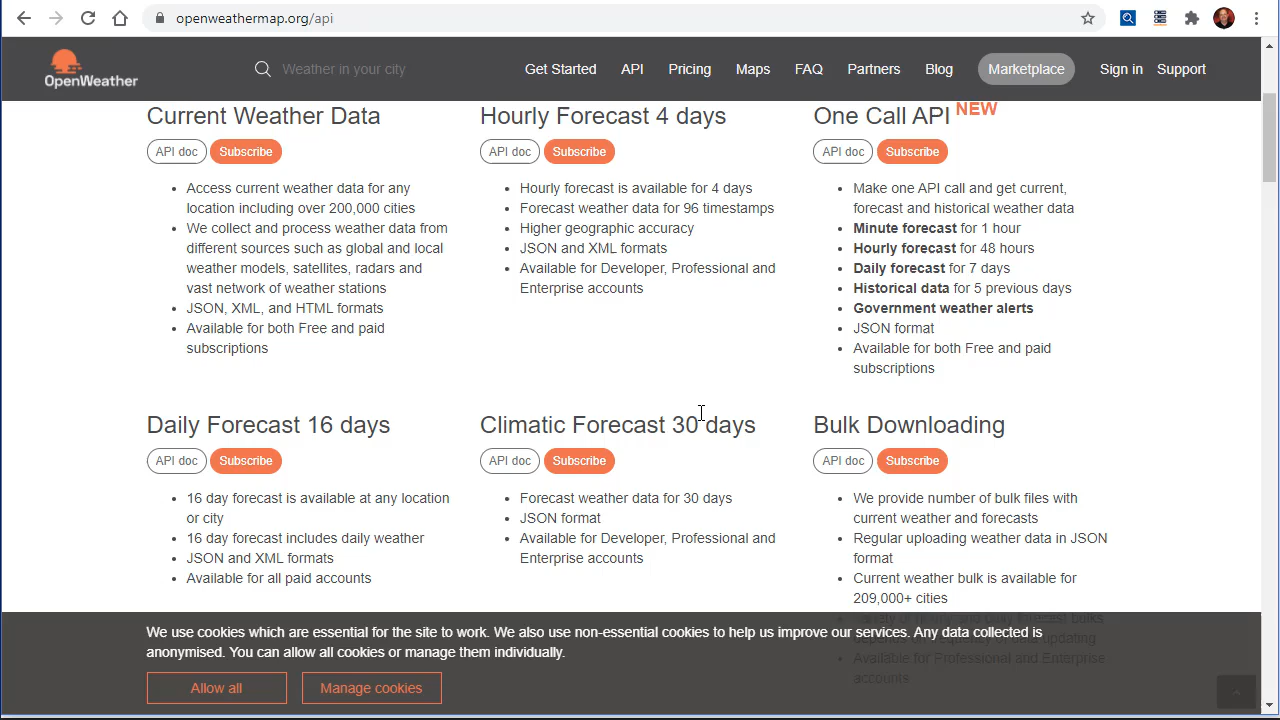 openweathermap.org/api
OpenWeather
Weather in your city
Get Started
API
Pricing
Maps
FAQ
Partners
Blog
Marketplace
Sign in
Support
Current Weather Data
API doc
Subscribe
Access current weather data for any
location including over 200,000 cities
We collect and process weather data from
different sources such as global and local
weather models, satellites, radars and
vast network of weather stations
JSON, XML, and HTML formats
Available for both Free and paid
subscriptions
Hourly Forecast 4 days
API doc
Subscribe
Hourly forecast is available for 4 days
Forecast weather data for 96 timestamps
Higher geographic accuracy
JSON and XML formats
Available for Developer, Professional and
Enterprise accounts
One Call API NEW
API doc
Subscribe
Make one API call and get current,
forecast and historical weather data
Minute forecast for 1 hour
Hourly forecast for 48 hours
Daily forecast for 7 days
Historical data for 5 previous days
Government weather alerts
JSON format
Available for both Free and paid
subscriptions
Daily Forecast 16 days
API doc
Subscribe
16 day forecast is available at any location
or city
16 day forecast includes daily weather
JSON and XML formats
Available for all paid accounts
Climatic Forecast 30 days
API doc
Subscribe
Forecast weather data for 30 days
JSON format
Available for Developer, Professional and
Enterprise accounts
Bulk Downloading
API doc
Subscribe
We provide number of bulk files with
current weather and forecasts
Regular uploading weather data in JSON
format
Current weather bulk is available for
209,000+ cities
Available for Professional and Enterprise
accounts
We use cookies which are essential for the site to work. We also use non-essential cookies to help us improve our services. Any data collected is
anonymised. You can allow all cookies or manage them individually.
Allow all
Manage cookies